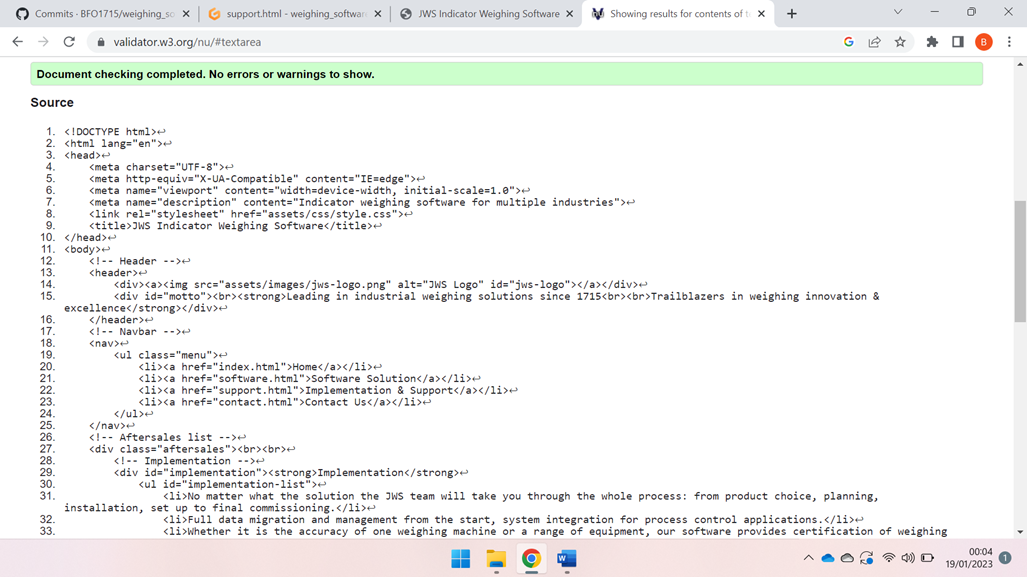 Commits · BFO1715/weighing_so
support.html - weighing_software
JWS Indicator Weighing Software
Showing results for contents of t
validator.w3.org/nu/#textarea
B
Document checking completed. No errors or warnings to show.
Source
1. <!DOCTYPE html>↩
2. <html lang="en">↩
3. <head>↩
4. <meta charset="UTF-8">↩
5. <meta http-equiv="X-UA-Compatible" content="IE=edge">↩
6. <meta name="viewport" content="width=device-width, initial-scale=1.0">↩
7. <meta name="description" content="Indicator weighing software for multiple industries">↩
8. <link rel="stylesheet" href="assets/css/style.css">↩
9. <title>JWS Indicator Weighing Software</title>↩
10. </head>↩
11. <body>↩
12. <!-- Header -->↩
13. <header>↩
14. <div><a><img src="assets/images/jws-logo.png" alt="JWS Logo" id="jws-logo"></a></div>↩
15. <div id="motto"><br><strong>Leading in industrial weighing solutions since 1715<br><br>Trailblazers in weighing innovation &
excellence</strong></div>↩
16. </header>↩
17. <!-- Navbar -->↩
18. <nav>↩
19. <ul class="menu">↩
20. <li><a href="index.html">Home</a></li>↩
21. <li><a href="software.html">Software Solution</a></li>↩
22. <li><a href="support.html">Implementation & Support</a></li>↩
23. <li><a href="contact.html">Contact Us</a></li>↩
24. </ul>↩
25. </nav>↩
26. <!-- Aftersales list -->↩
27. <div class="aftersales"><br><br>↩
28. <!-- Implementation -->↩
29. <div id="implementation"><strong>Implementation</strong>↩
30. <ul id="implementation-list">↩
31. <li>No matter what the solution the JWS team will take you through the whole process: from product choice, planning,
installation, set up to final commissioning.</li>↩
32. <li>Full data migration and management from the start, system integration for process control applications.</li>↩
33. <li>Whether it is the accuracy of one weighing machine or a range of equipment, our software provides certification of weighing
00:04
19/01/2023
1